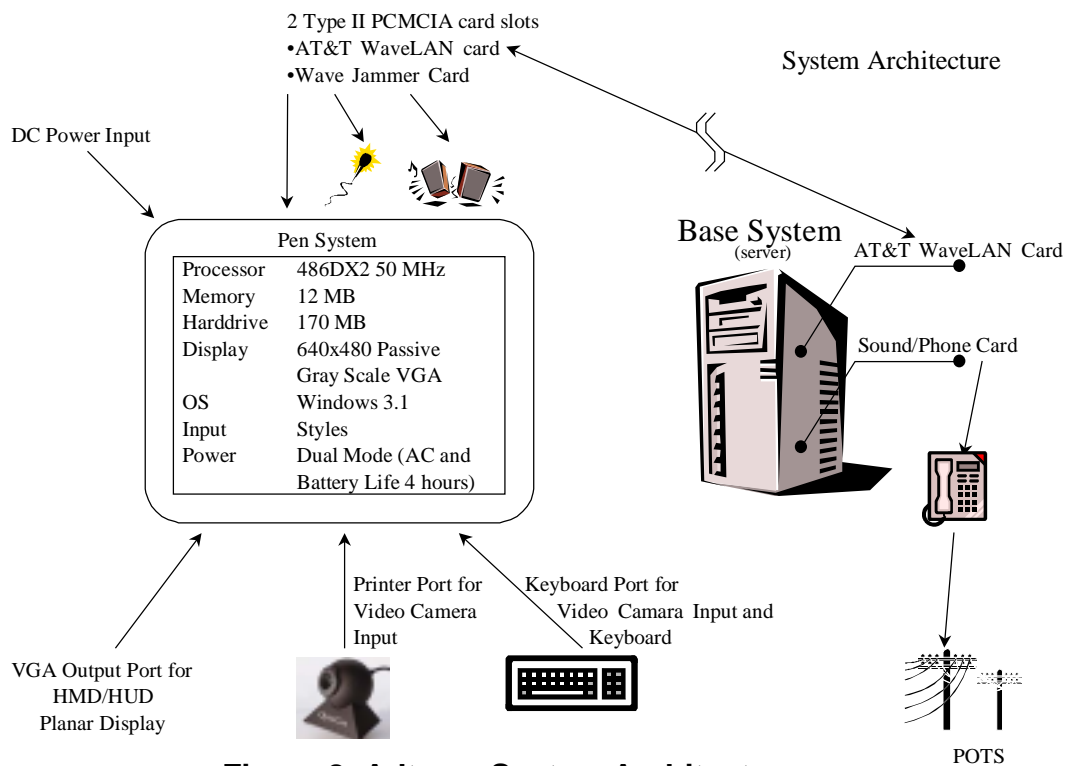 2 Type II PCMCIA card slots
•AT&T WaveLAN card
•Wave Jammer Card
System Architecture
DC Power Input
Pen System
Processor 486DX2 50 MHz
Memory 12 MB
Harddrive 170 MB
Display 640x480 Passive
Gray Scale VGA
OS Windows 3.1
Input Styles
Power Dual Mode (AC and
Battery Life 4 hours)
Base System
(server)
AT&T WaveLAN Card
Sound/Phone Card
Printer Port for
Video Camera
Input
Keyboard Port for
Video Camara Input and
Keyboard
VGA Output Port for
HMD/HUD
Planar Display
POTS